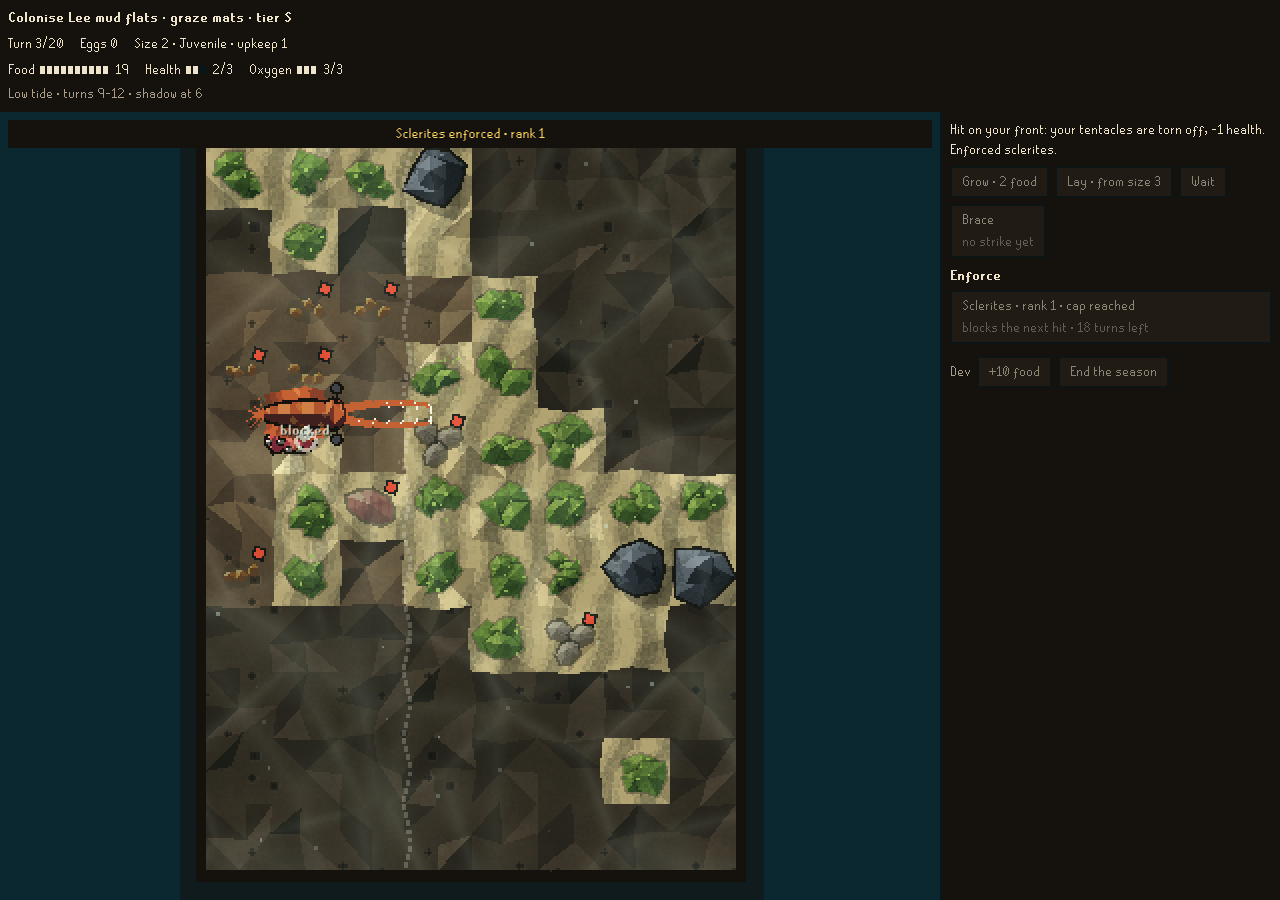 Colonise Lee mud flats · graze mats · tier S
Turn 3/20 Eggs 0 Size 2 · Juvenile · upkeep 1
Food 19 Health 2/3 Oxygen 3/3
Low tide · turns 9-12 · shadow at 6
Sclerites enforced · rank 1
Hit on your front: your tentacles are torn off, -1 health.
Enforced sclerites.
Grow · 2 food Lay · from size 3 Wait
Brace
no strike yet
Enforce
Sclerites · rank 1 · cap reached
blocks the next hit · 18 turns left
Dev +10 food End the season
blocked